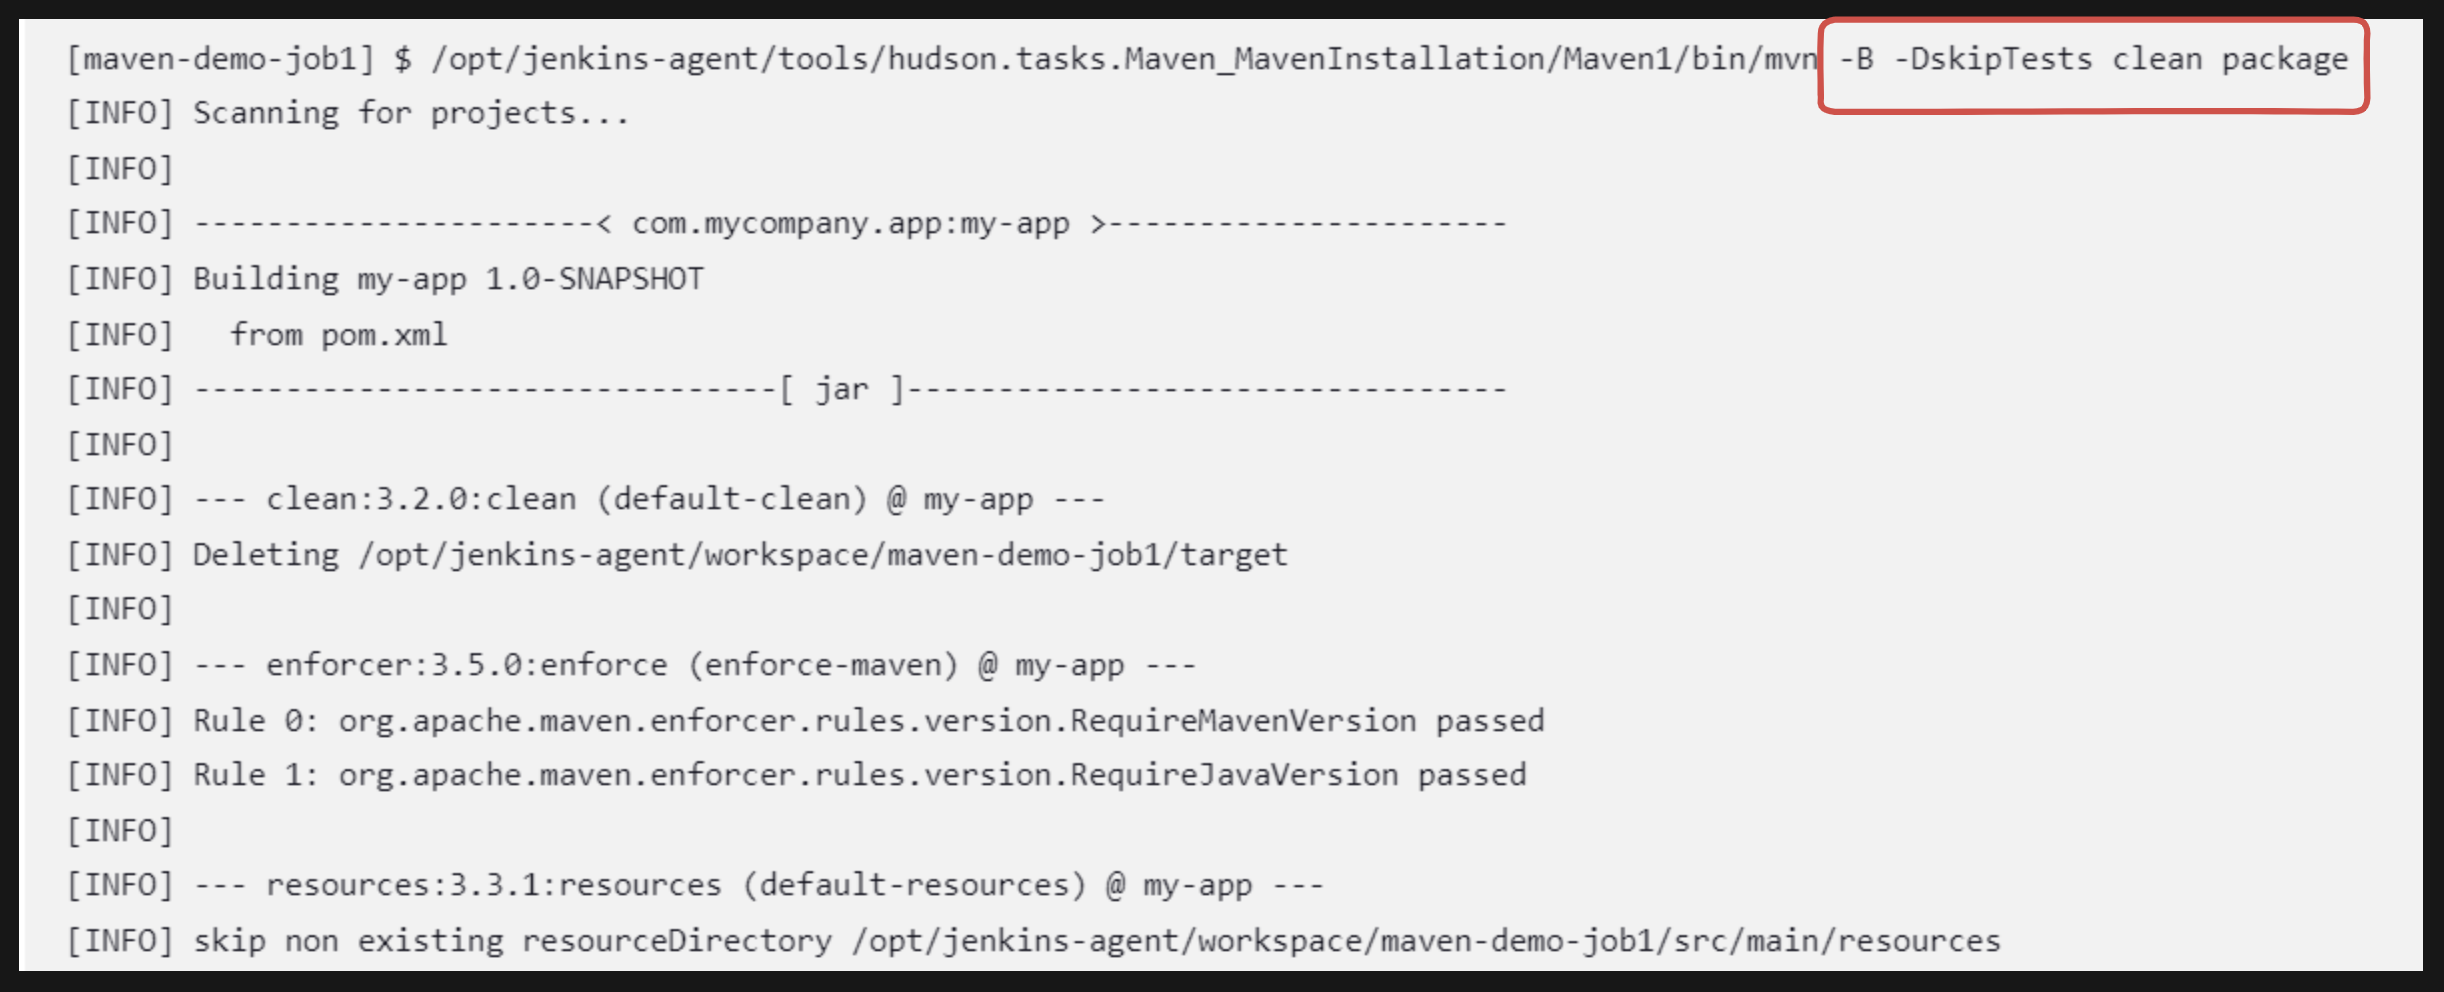 [maven-demo-job1] $ /opt/jenkins-agent/tools/hudson.tasks.Maven_MavenInstallation/Maven1/bin/mvn -B -DskipTests clean package
[INFO] Scanning for projects...
[INFO]
[INFO] ----------------------< com.mycompany.app:my-app >----------------------
[INFO] Building my-app 1.0-SNAPSHOT
[INFO]   from pom.xml
[INFO] --------------------------------[ jar ]---------------------------------
[INFO]
[INFO] --- clean:3.2.0:clean (default-clean) @ my-app ---
[INFO] Deleting /opt/jenkins-agent/workspace/maven-demo-job1/target
[INFO]
[INFO] --- enforcer:3.5.0:enforce (enforce-maven) @ my-app ---
[INFO] Rule 0: org.apache.maven.enforcer.rules.version.RequireMavenVersion passed
[INFO] Rule 1: org.apache.maven.enforcer.rules.version.RequireJavaVersion passed
[INFO]
[INFO] --- resources:3.3.1:resources (default-resources) @ my-app ---
[INFO] skip non existing resourceDirectory /opt/jenkins-agent/workspace/maven-demo-job1/src/main/resources